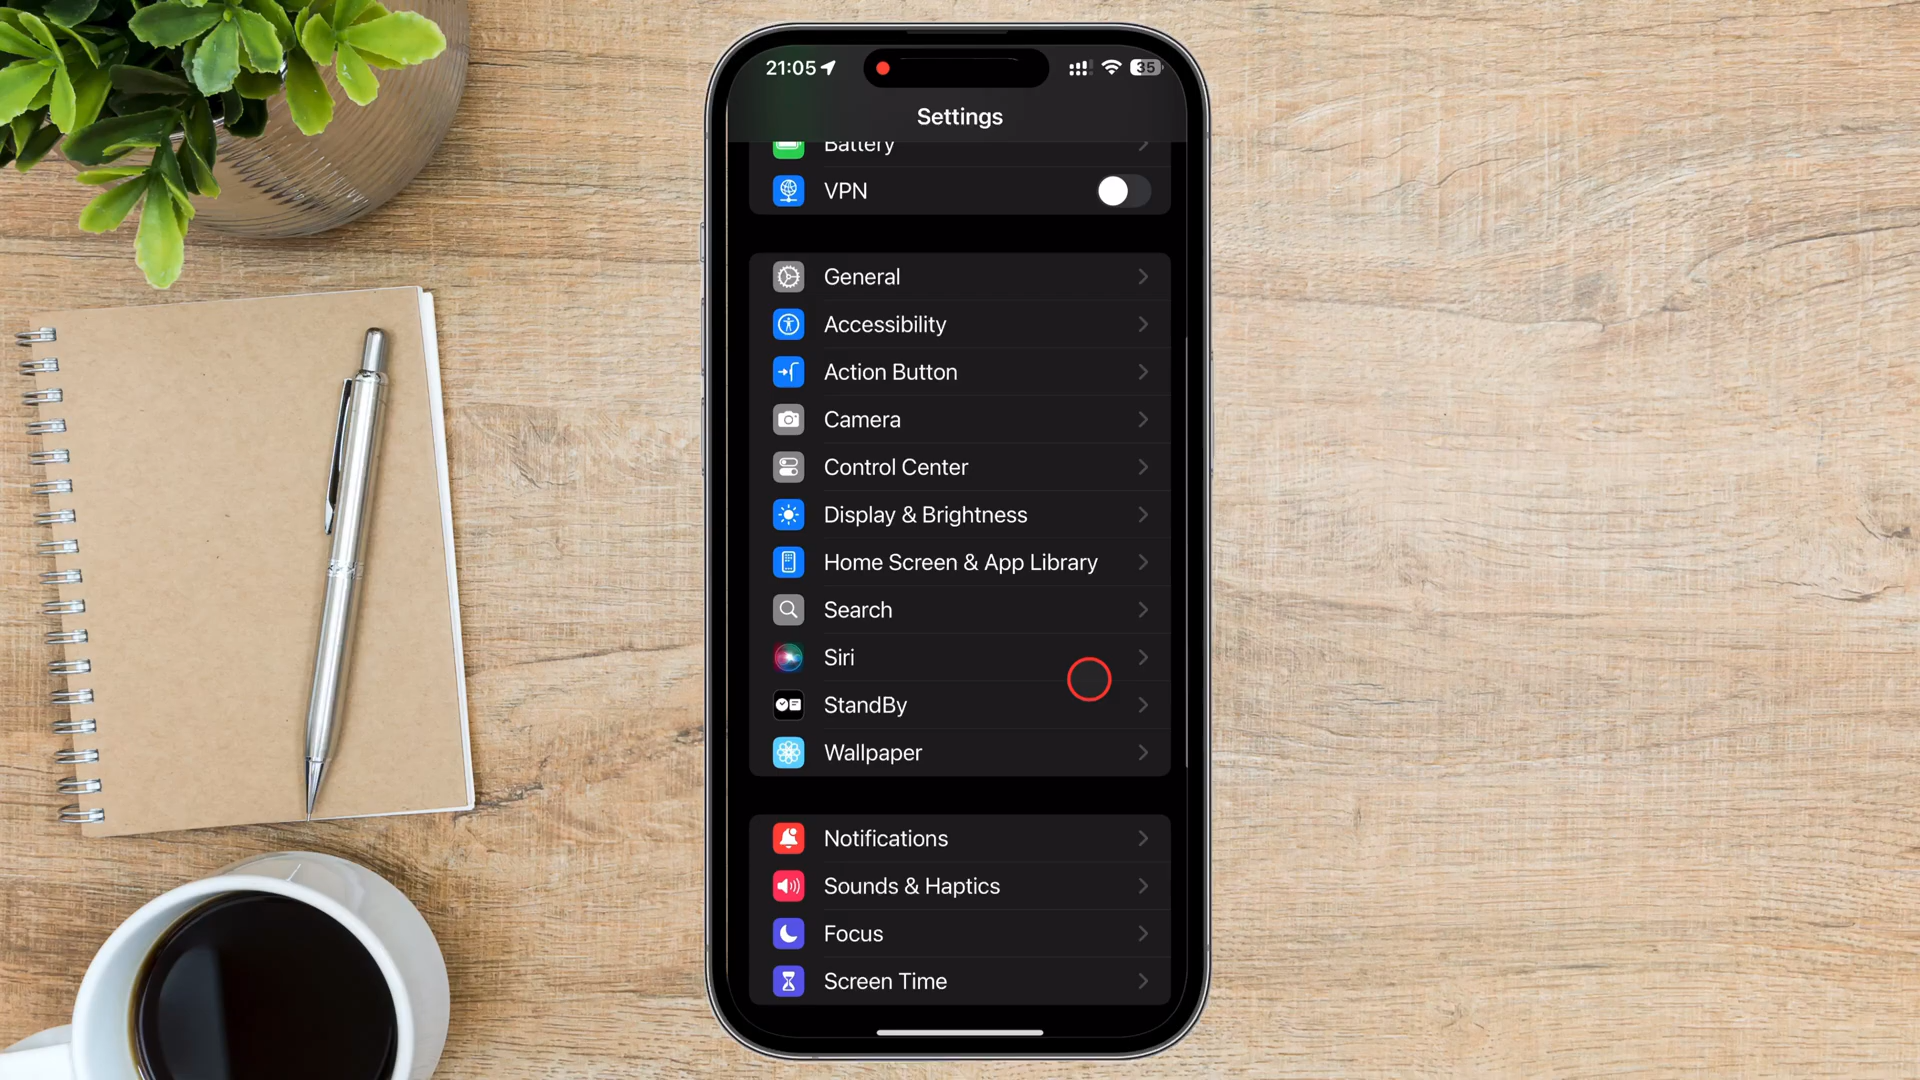 21:05
35
Settings
Battery
VPN
General
Accessibility
Action Button
Camera
Control Center
Display & Brightness
Home Screen & App Library
Search
Siri
StandBy
Wallpaper
Notifications
Sounds & Haptics
Focus
Screen Time